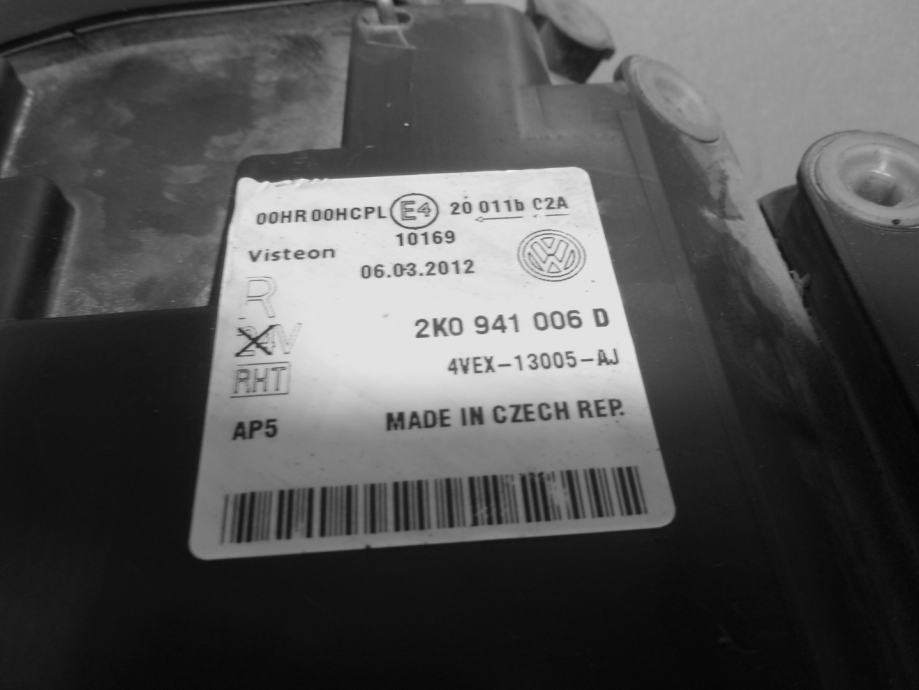 00HR 00HCPL E4 20 011b C2A
10169
Visteon
06.03.2012
R
24V
2K0 941 006 D
4VEX-13005-AJ
RHT
AP5
MADE IN CZECH REP.